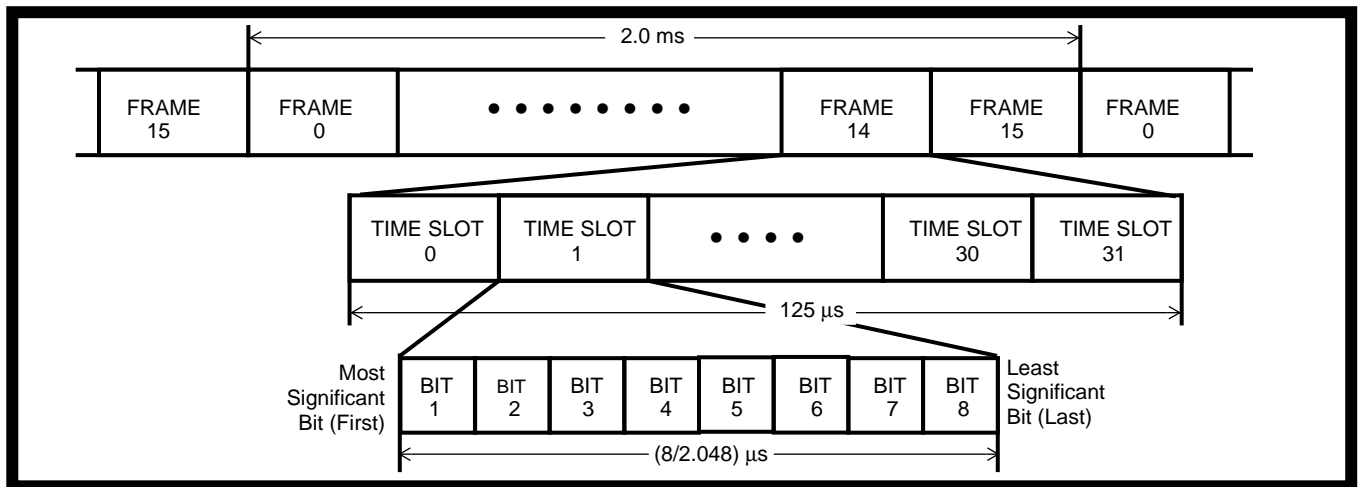 2.0 ms
FRAME 15
FRAME 0
• • • • • • • •
FRAME 14
FRAME 15
FRAME 0
TIME SLOT 0
TIME SLOT 1
• • • •
TIME SLOT 30
TIME SLOT 31
125 μs
Most
Significant
Bit (First)
BIT 1
BIT 2
BIT 3
BIT 4
BIT 5
BIT 6
BIT 7
BIT 8
Least
Significant
Bit (Last)
(8/2.048) μs